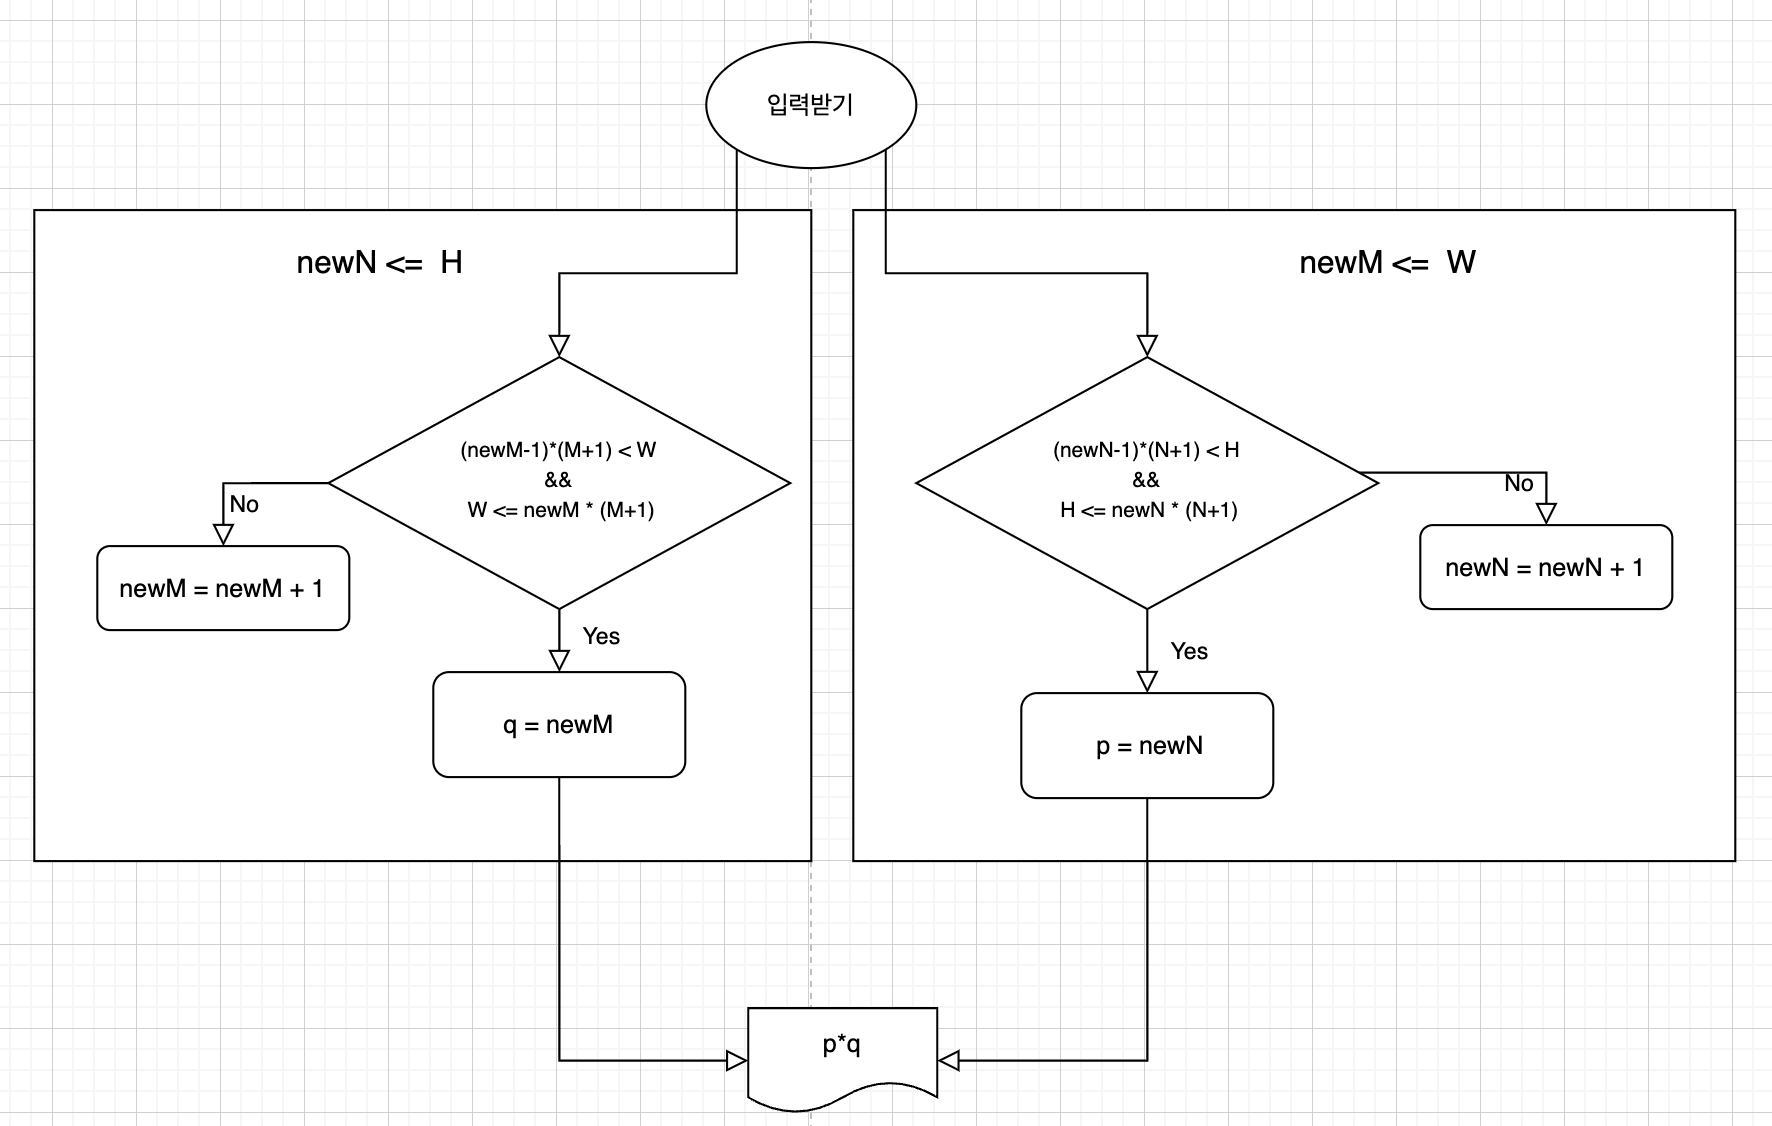 입력받기
newN <= H
(newM-1)*(M+1) < W
&&
W <= newM * (M+1)
No
newM = newM + 1
Yes
q = newM
newM <= W
(newN-1)*(N+1) < H
&&
H <= newN * (N+1)
No
newN = newN + 1
Yes
p = newN
p*q